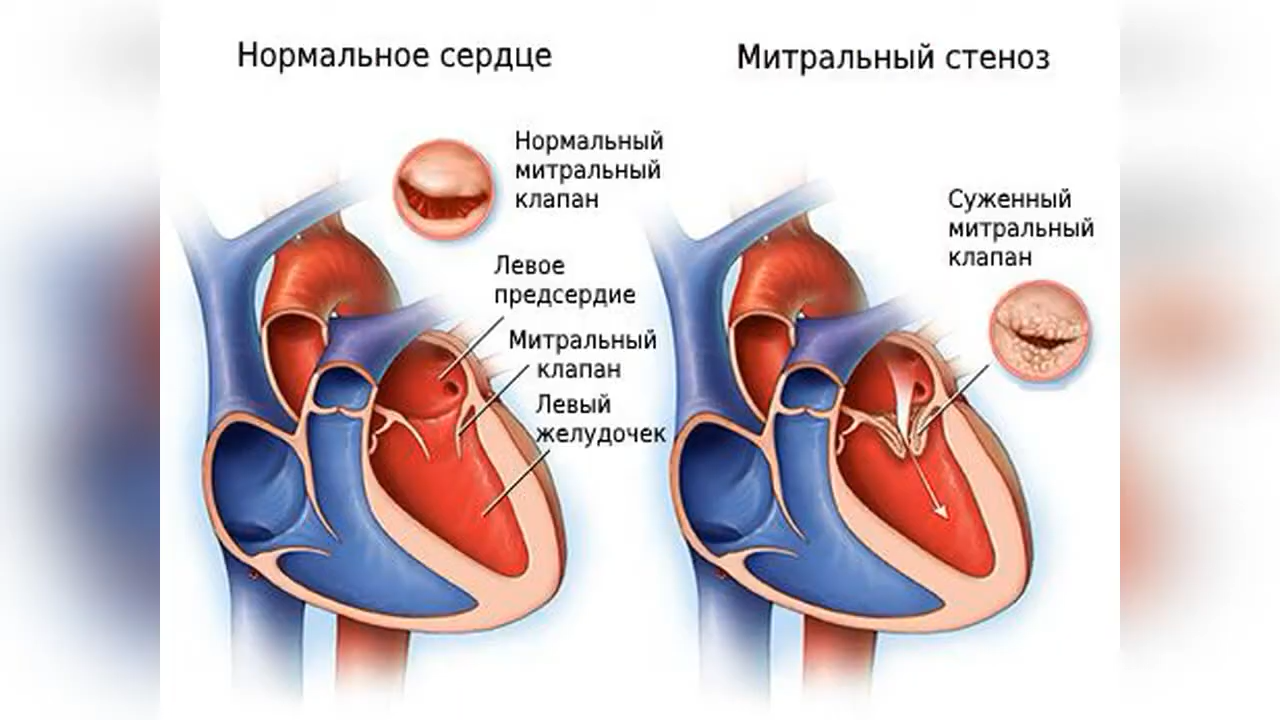 Нормальное сердце
Митральный стеноз
Нормальный
митральный
клапан
Суженный
митральный
клапан
Левое
предсердие
Митральный
клапан
Левый
желудочек